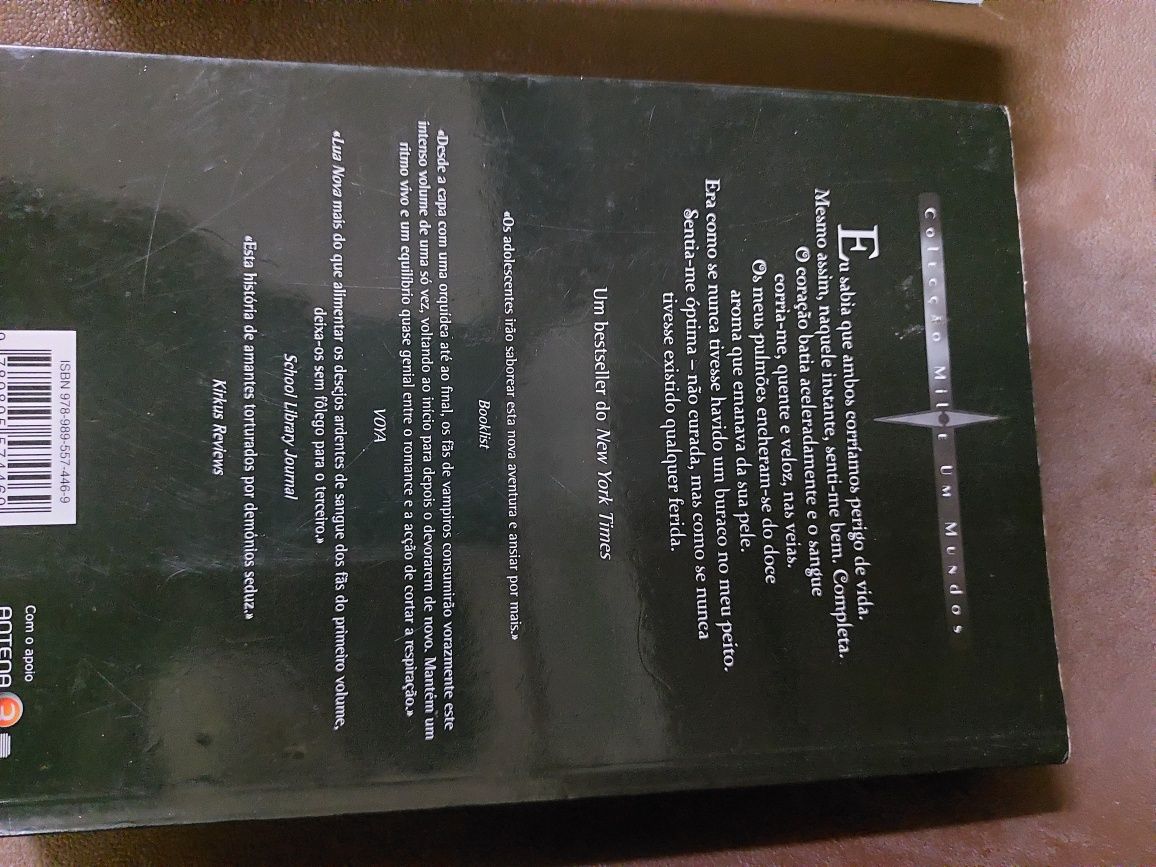 Colecção Mil e Um Mundos
Eu sabia que ambos corríamos perigo de vida.
Mesmo assim, naquele instante, senti-me bem. Completa.
O coração batia aceleradamente e o sangue
corria-me, quente e veloz, nas veias.
Os meus pulmões encheram-se do doce
aroma que emanava da sua pele.
Era como se nunca tivesse havido um buraco no meu peito.
Sentia-me óptima – não curada, mas como se nunca
tivesse existido qualquer ferida.
Um bestseller do New York Times
«Os adolescentes irão saborear esta nova aventura e ansiar por mais.»
Booklist
«Desde a capa com uma orquídea até ao final, os fãs de vampiros consumirão vorazmente este
intenso volume de uma só vez, voltando ao início para depois o devorarem de novo. Mantém um
ritmo vivo e um equilíbrio quase genial entre o romance e a acção de cortar a respiração.»
VOYA
«Lua Nova mais do que alimentar os desejos ardentes de sangue dos fãs do primeiro volume,
deixa-os sem fôlego para o terceiro.»
School Library Journal
«Esta história de amantes torturados por demónios seduz.»
Kirkus Reviews
ISBN 978-989-557-446-9
Com o apoio
ANTENA 3